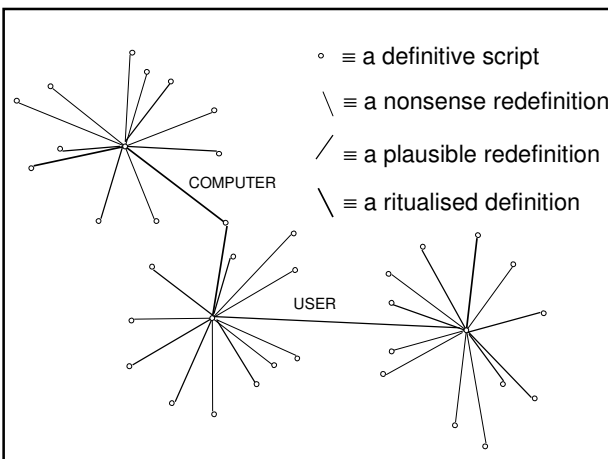 ≡ a definitive script
≡ a nonsense redefinition
≡ a plausible redefinition
≡ a ritualised definition
COMPUTER
USER